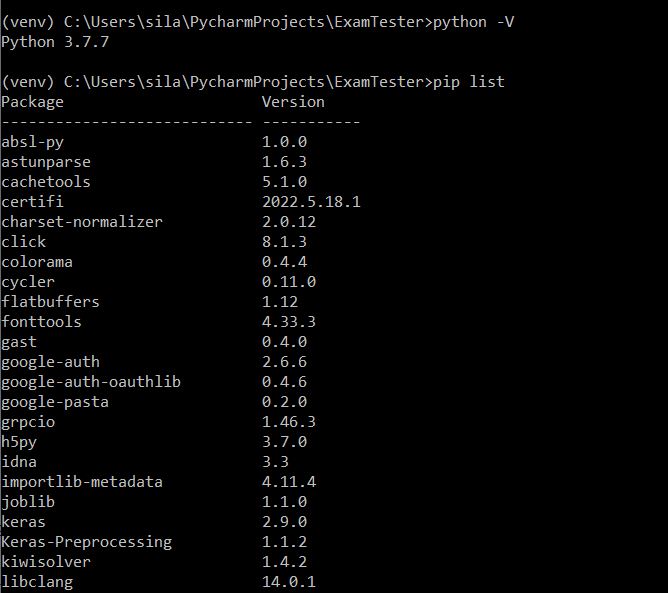 (venv) C:\Users\sila\PycharmProjects\ExamTester>python -V
Python 3.7.7
(venv) C:\Users\sila\PycharmProjects\ExamTester>pip list
Package                      Version
---------------------------- -----------
absl-py                      1.0.0
astunparse                   1.6.3
cachetools                   5.1.0
certifi                      2022.5.18.1
charset-normalizer           2.0.12
click                        8.1.3
colorama                     0.4.4
cycler                       0.11.0
flatbuffers                  1.12
fonttools                    4.33.3
gast                         0.4.0
google-auth                  2.6.6
google-auth-oauthlib         0.4.6
google-pasta                 0.2.0
grpcio                       1.46.3
h5py                         3.7.0
idna                         3.3
importlib-metadata           4.11.4
joblib                       1.1.0
keras                        2.9.0
Keras-Preprocessing          1.1.2
kiwisolver                   1.4.2
libclang                     14.0.1